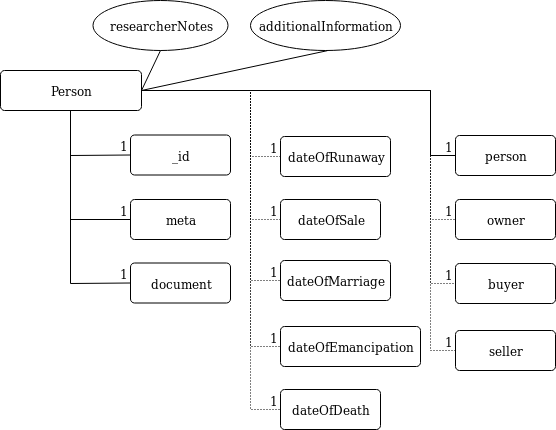 researcherNotes
additionalInformation
Person
1
_id
1
meta
1
document
1
dateOfRunaway
1
dateOfSale
1
dateOfMarriage
1
dateOfEmancipation
1
dateOfDeath
1
person
1
owner
1
buyer
1
seller